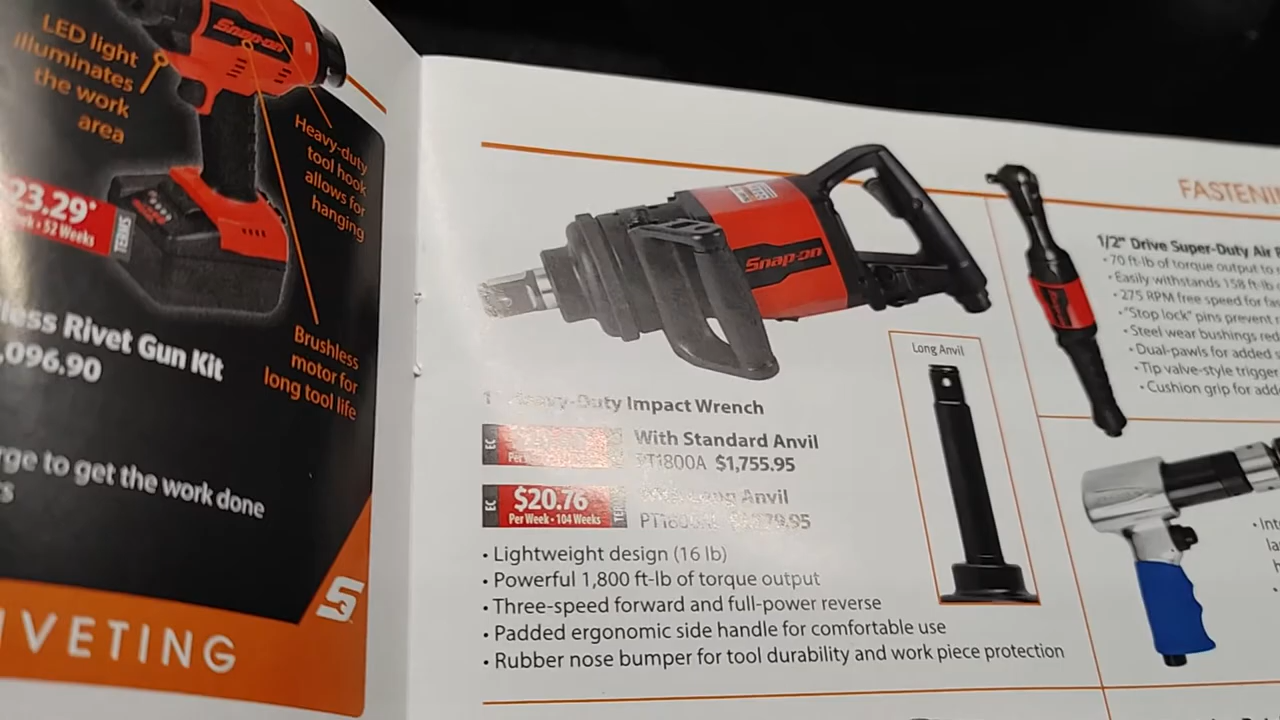 LED light
illuminates
the work
area
Snap-on
Heavy-duty
tool hook
allows for
hanging
23.29*
52 Weeks
TERMS
Brushless
motor for
long tool life
Rivet Gun Kit
,096.90
to get the work done
IVETING
S
Snap-on
Long Anvil
Heavy-Duty Impact Wrench
EC
With Standard Anvil
PT1800A $1,755.95
EC $20.76
Per Week • 104 Weeks
Anvil
• Lightweight design (16 lb)
• Powerful 1,800 ft-lb of torque output
• Three-speed forward and full-power reverse
• Padded ergonomic side handle for comfortable use
• Rubber nose bumper for tool durability and work piece protection
FASTENI
1/2" Drive Super-Duty Air
• 70 ft-lb of torque output to
• Easily withstands 158 ft-lb
• 275 RPM free speed for
• "Stop lock" pins prevent
• Steel wear bushings
• Dual-pawls for added
• Tip valve-style trigger
• Cushion grip for